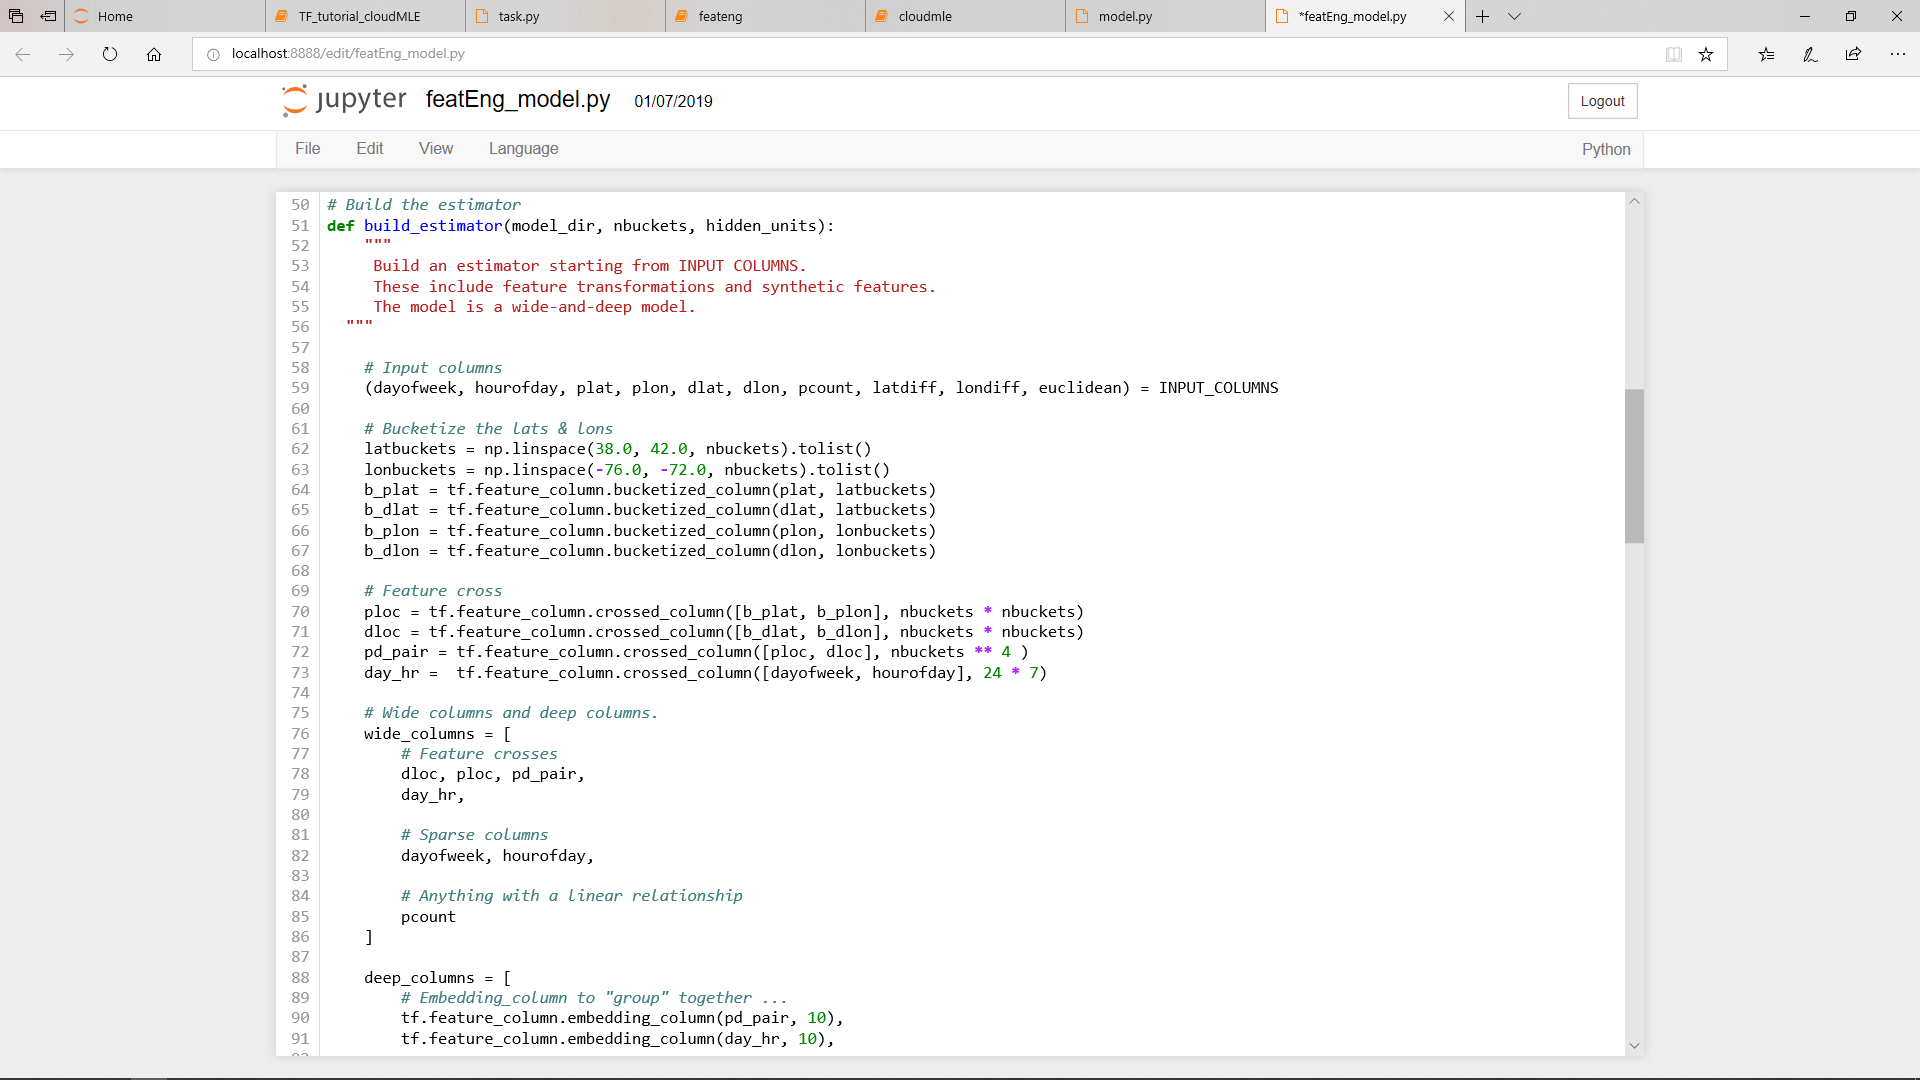 Home TF_tutorial_cloudMLE task.py feateng cloudmle model.py *featEng_model.py
localhost:8888/edit/featEng_model.py
jupyter featEng_model.py 01/07/2019 Logout
File Edit View Language Python
50 # Build the estimator
51 def build_estimator(model_dir, nbuckets, hidden_units):
52 """
53 Build an estimator starting from INPUT COLUMNS.
54 These include feature transformations and synthetic features.
55 The model is a wide-and-deep model.
56 """
57
58 # Input columns
59 (dayofweek, hourofday, plat, plon, dlat, dlon, pcount, latdiff, londiff, euclidean) = INPUT_COLUMNS
60
61 # Bucketize the lats & lons
62 latbuckets = np.linspace(38.0, 42.0, nbuckets).tolist()
63 lonbuckets = np.linspace(-76.0, -72.0, nbuckets).tolist()
64 b_plat = tf.feature_column.bucketized_column(plat, latbuckets)
65 b_dlat = tf.feature_column.bucketized_column(dlat, latbuckets)
66 b_plon = tf.feature_column.bucketized_column(plon, lonbuckets)
67 b_dlon = tf.feature_column.bucketized_column(dlon, lonbuckets)
68
69 # Feature cross
70 ploc = tf.feature_column.crossed_column([b_plat, b_plon], nbuckets * nbuckets)
71 dloc = tf.feature_column.crossed_column([b_dlat, b_dlon], nbuckets * nbuckets)
72 pd_pair = tf.feature_column.crossed_column([ploc, dloc], nbuckets ** 4 )
73 day_hr =  tf.feature_column.crossed_column([dayofweek, hourofday], 24 * 7)
74
75 # Wide columns and deep columns.
76 wide_columns = [
77 # Feature crosses
78 dloc, ploc, pd_pair,
79 day_hr,
80
81 # Sparse columns
82 dayofweek, hourofday,
83
84 # Anything with a linear relationship
85 pcount
86 ]
87
88 deep_columns = [
89 # Embedding_column to "group" together ...
90 tf.feature_column.embedding_column(pd_pair, 10),
91 tf.feature_column.embedding_column(day_hr, 10),